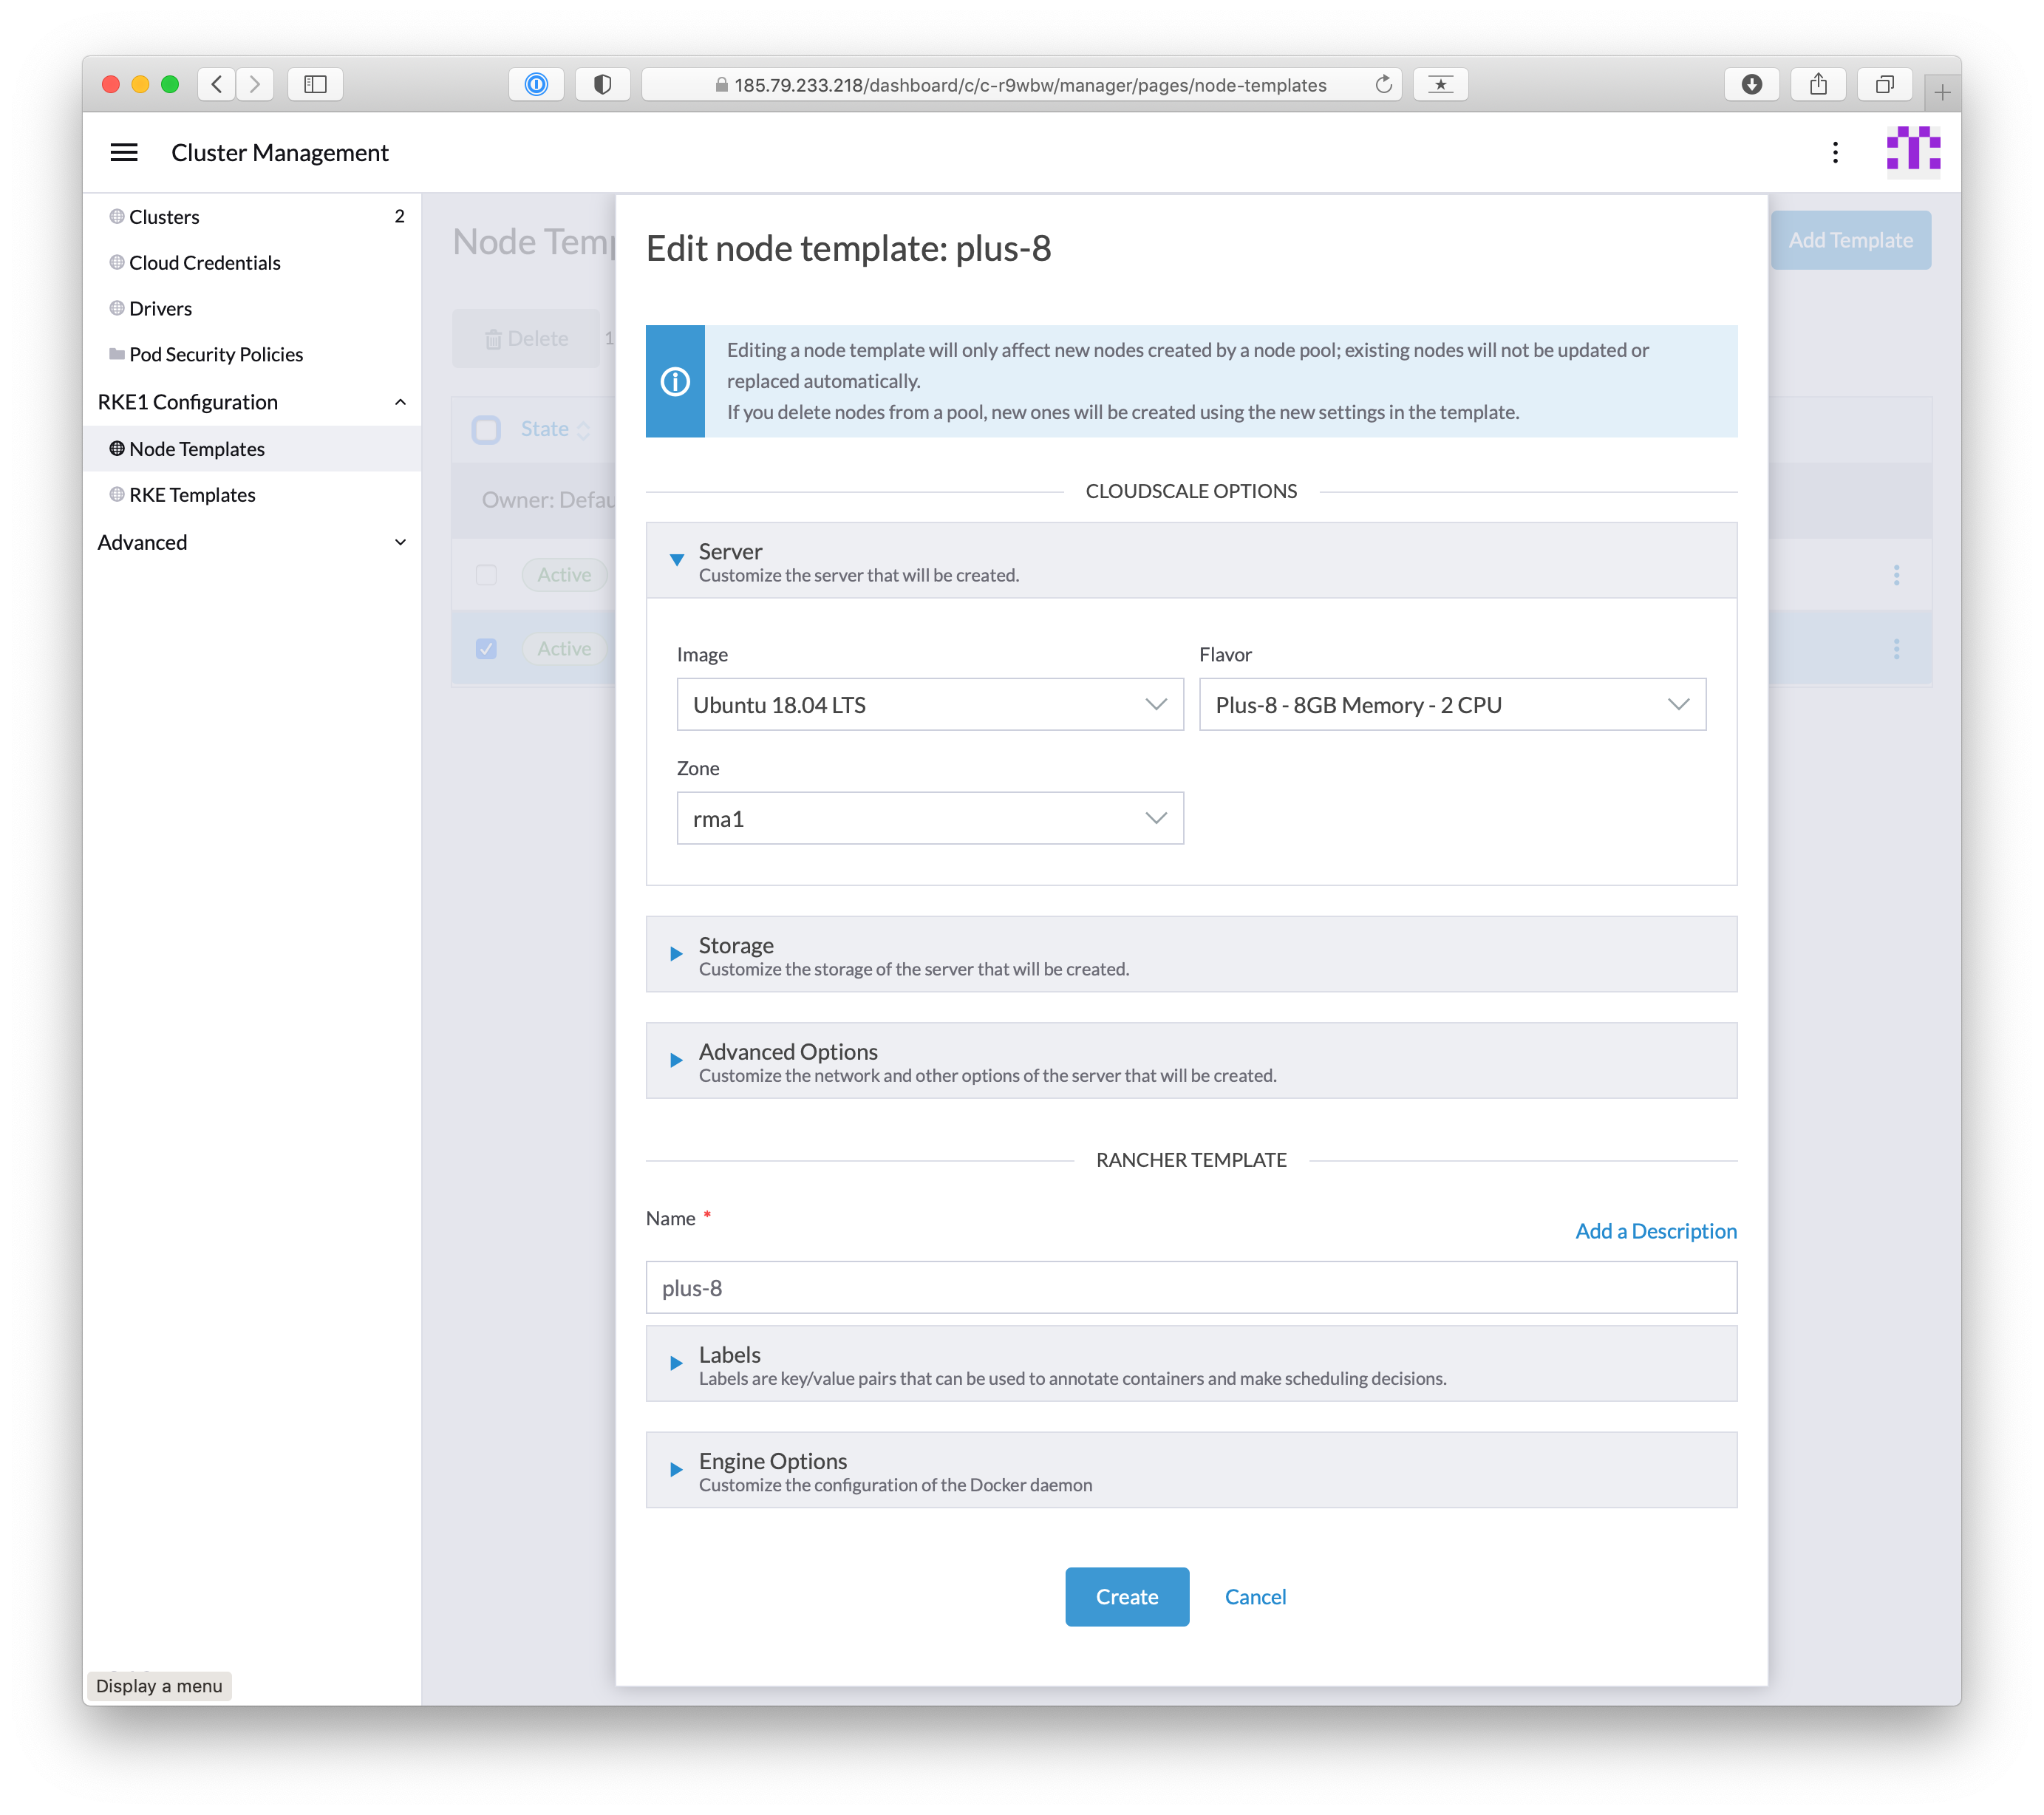 185.79.233.218/dashboard/c/c-r9wbw/manager/pages/node-templates
Cluster Management
Clusters 2
Cloud Credentials
Drivers
Pod Security Policies
RKE1 Configuration
Node Templates
RKE Templates
Advanced
Display a menu
Node Temp
Add Template
Delete 1
State
Owner: Defau
Active
Active
Edit node template: plus-8
Editing a node template will only affect new nodes created by a node pool; existing nodes will not be updated or
replaced automatically.
If you delete nodes from a pool, new ones will be created using the new settings in the template.
CLOUDSCALE OPTIONS
Server
Customize the server that will be created.
Image Flavor
Ubuntu 18.04 LTS Plus-8 - 8GB Memory - 2 CPU
Zone
rma1
Storage
Customize the storage of the server that will be created.
Advanced Options
Customize the network and other options of the server that will be created.
RANCHER TEMPLATE
Name *
Add a Description
plus-8
Labels
Labels are key/value pairs that can be used to annotate containers and make scheduling decisions.
Engine Options
Customize the configuration of the Docker daemon
Create Cancel